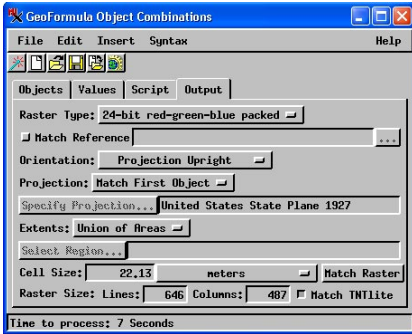 GeoFormula Object Combinations
File Edit Insert Syntax Help
Objects Values Script Output
Raster Type: 24-bit red-green-blue packed
Match Reference ...
Orientation: Projection Upright
Projection: Match First Object
Specify Projection... United States State Plane 1927
Extents: Union of Areas
Select Region...
Cell Size: 22.13 meters Match Raster
Raster Size: Lines: 646 Columns: 487 Match TNTlite
Time to process: 7 Seconds